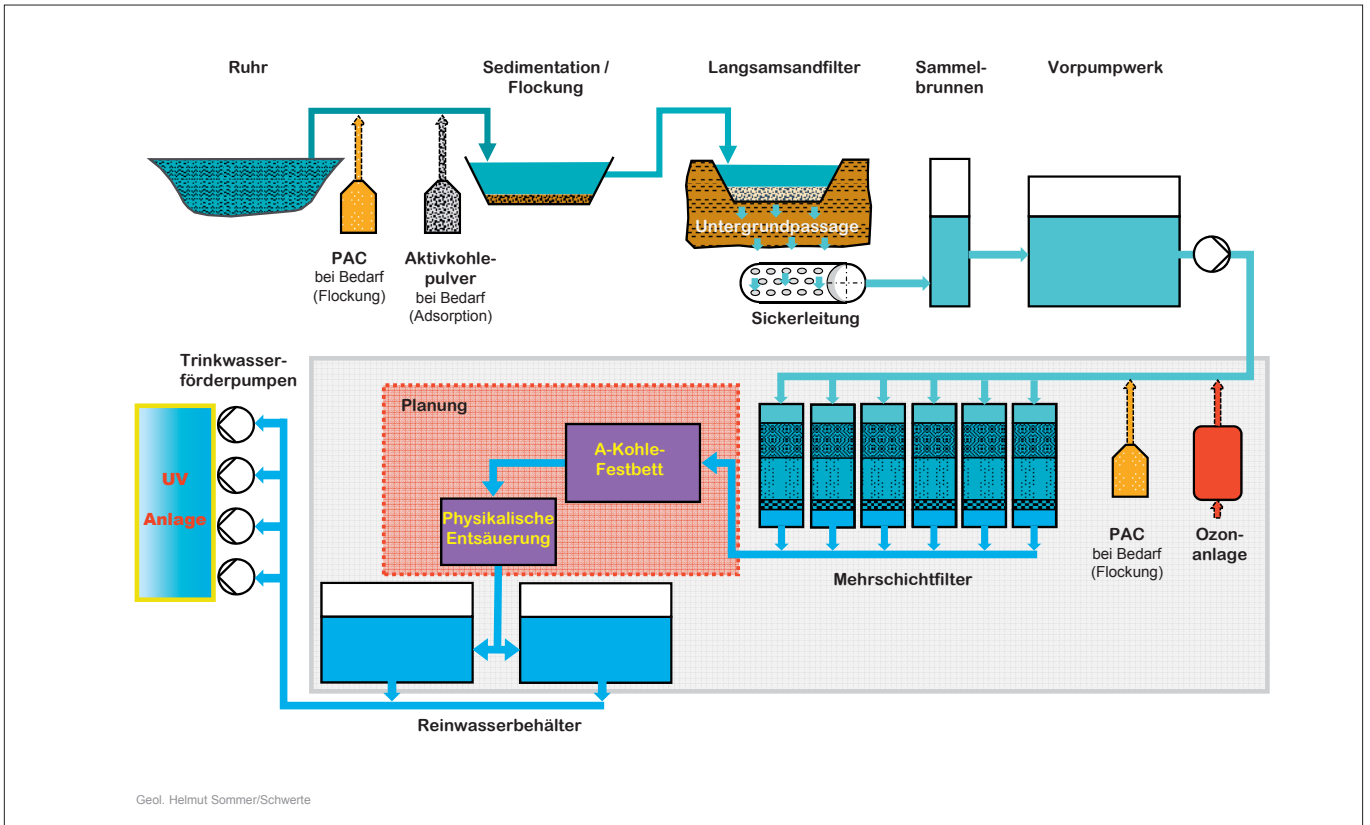 Ruhr
Sedimentation /
Flockung
Langsamsandfilter
Sammel-
brunnen
Vorpumpwerk
Untergrundpassage
PAC
bei Bedarf
(Flockung)
Aktivkohle-
pulver
bei Bedarf
(Adsorption)
Sickerleitung
Trinkwasser-
förderpumpen
Planung
A-Kohle-
Festbett
UV
Anlage
Physikalische
Entsäuerung
PAC
bei Bedarf
(Flockung)
Ozon-
anlage
Mehrschichtfilter
Reinwasserbehälter
Geol. Helmut Sommer/Schwerte